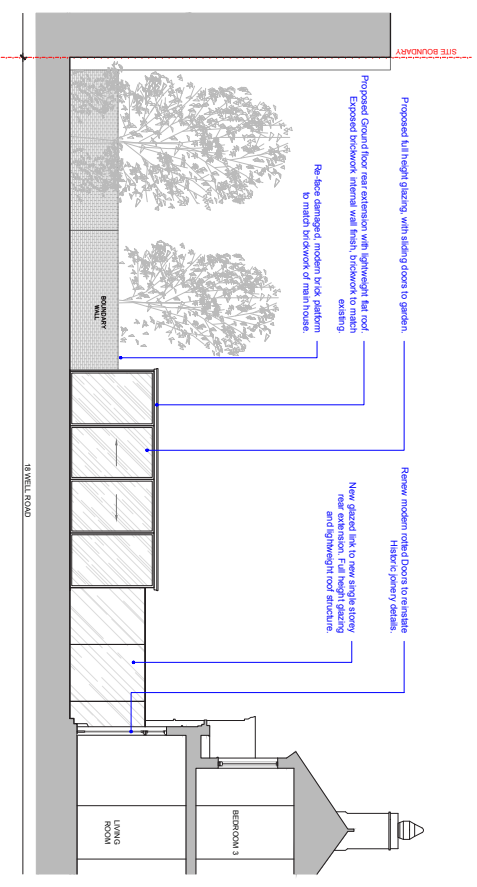 SITE BOUNDARY
Proposed full height glazing, with sliding doors to garden.
Proposed Ground floor rear extension with lightweight flat roof.
Exposed brickwork internal wall finish, brickwork to match
existing.
Re-face damaged, modern brick platform
to match brickwork of main house.
Renew modern rotted Doors to reinstate
Historic joinery details.
New glazed link to new single storey
rear extension. Full height glazing
and lightweight roof structure.
BOUNDARY
WALL
BEDROOM 3
LIVING
ROOM
18 WELL ROAD